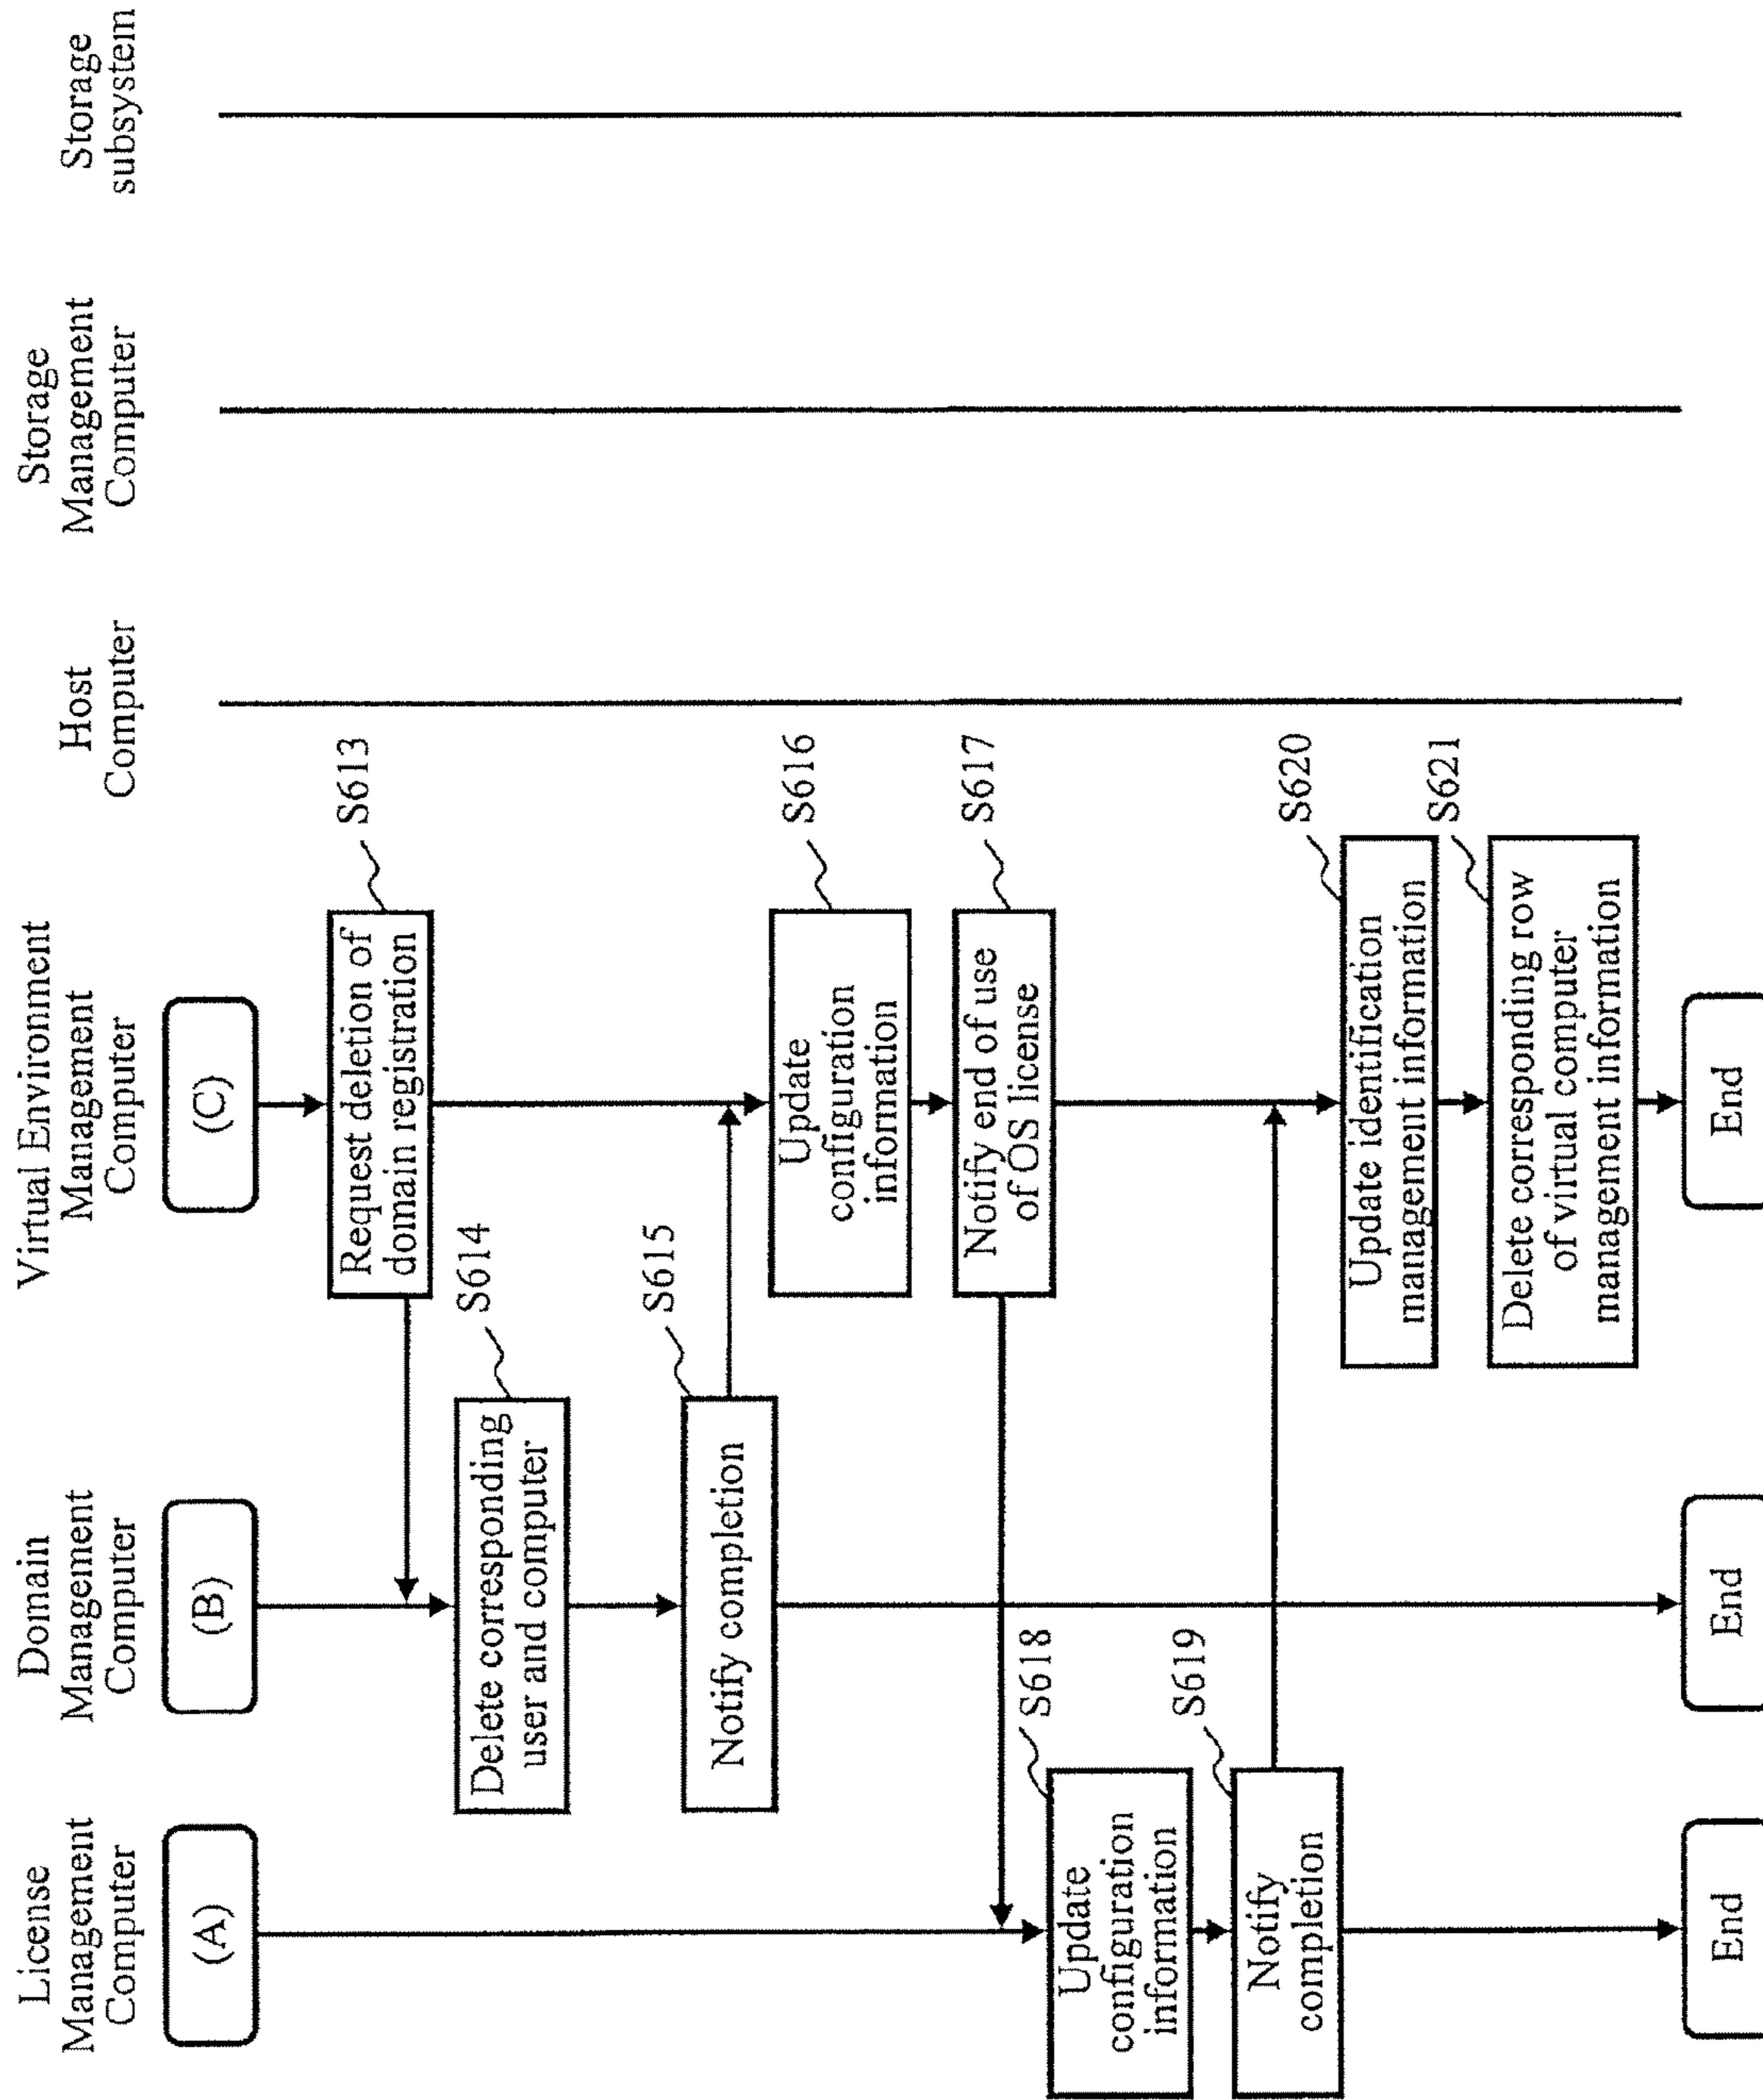 License
Management
Computer
Domain
Management
Computer
Virtual Environment
Management
Computer
Host
Computer
Storage
Management
Computer
Storage
subsystem
(A)
(B)
(C)
S613
Request deletion of
domain registration
S614
Delete corresponding
user and computer
S615
Notify completion
S616
Update
configuration
information
S617
Notify end of use
of OS license
S618
Update
configuration
information
S619
Notify
completion
S620
Update identification
management information
S621
Delete corresponding row
of virtual computer
management information
End
End
End